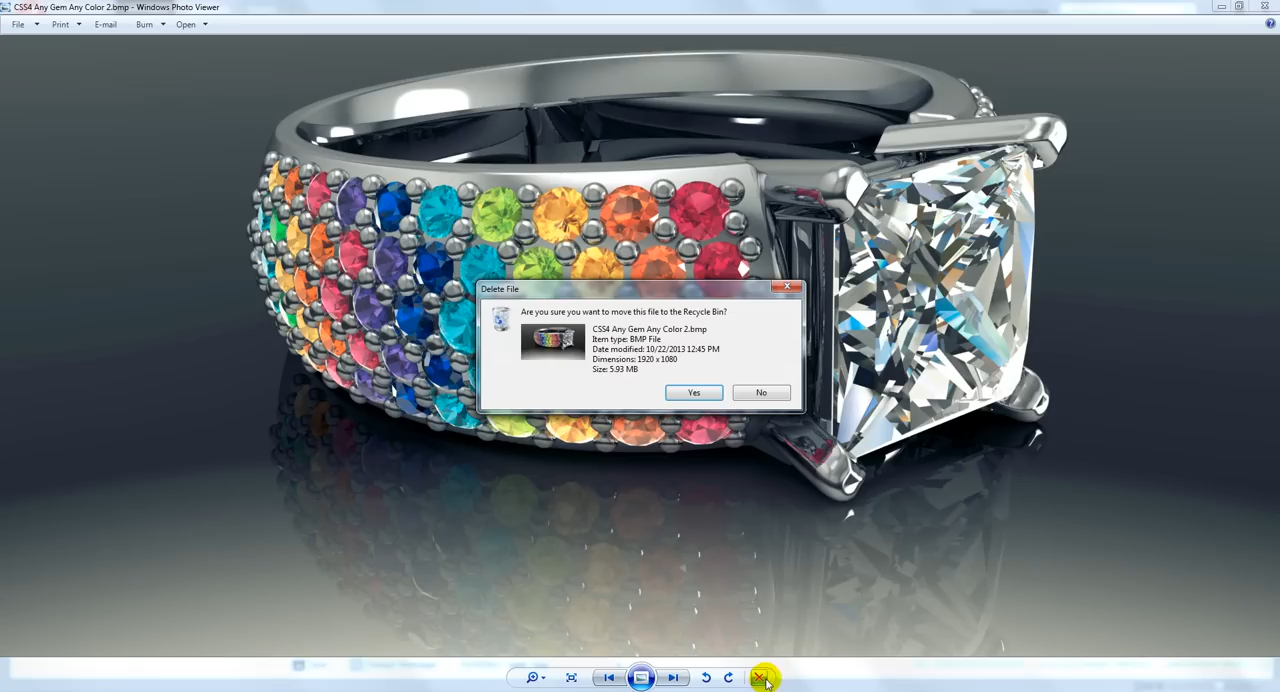 CSS4 Any Gem Any Color 2.bmp - Windows Photo Viewer
File Print E-mail Burn Open
Delete File
Are you sure you want to move this file to the Recycle Bin?
CSS4 Any Gem Any Color 2.bmp
Item type: BMP File
Date modified: 10/22/2013 12:45 PM
Dimensions: 1920 x 1080
Size: 5.93 MB
Yes No